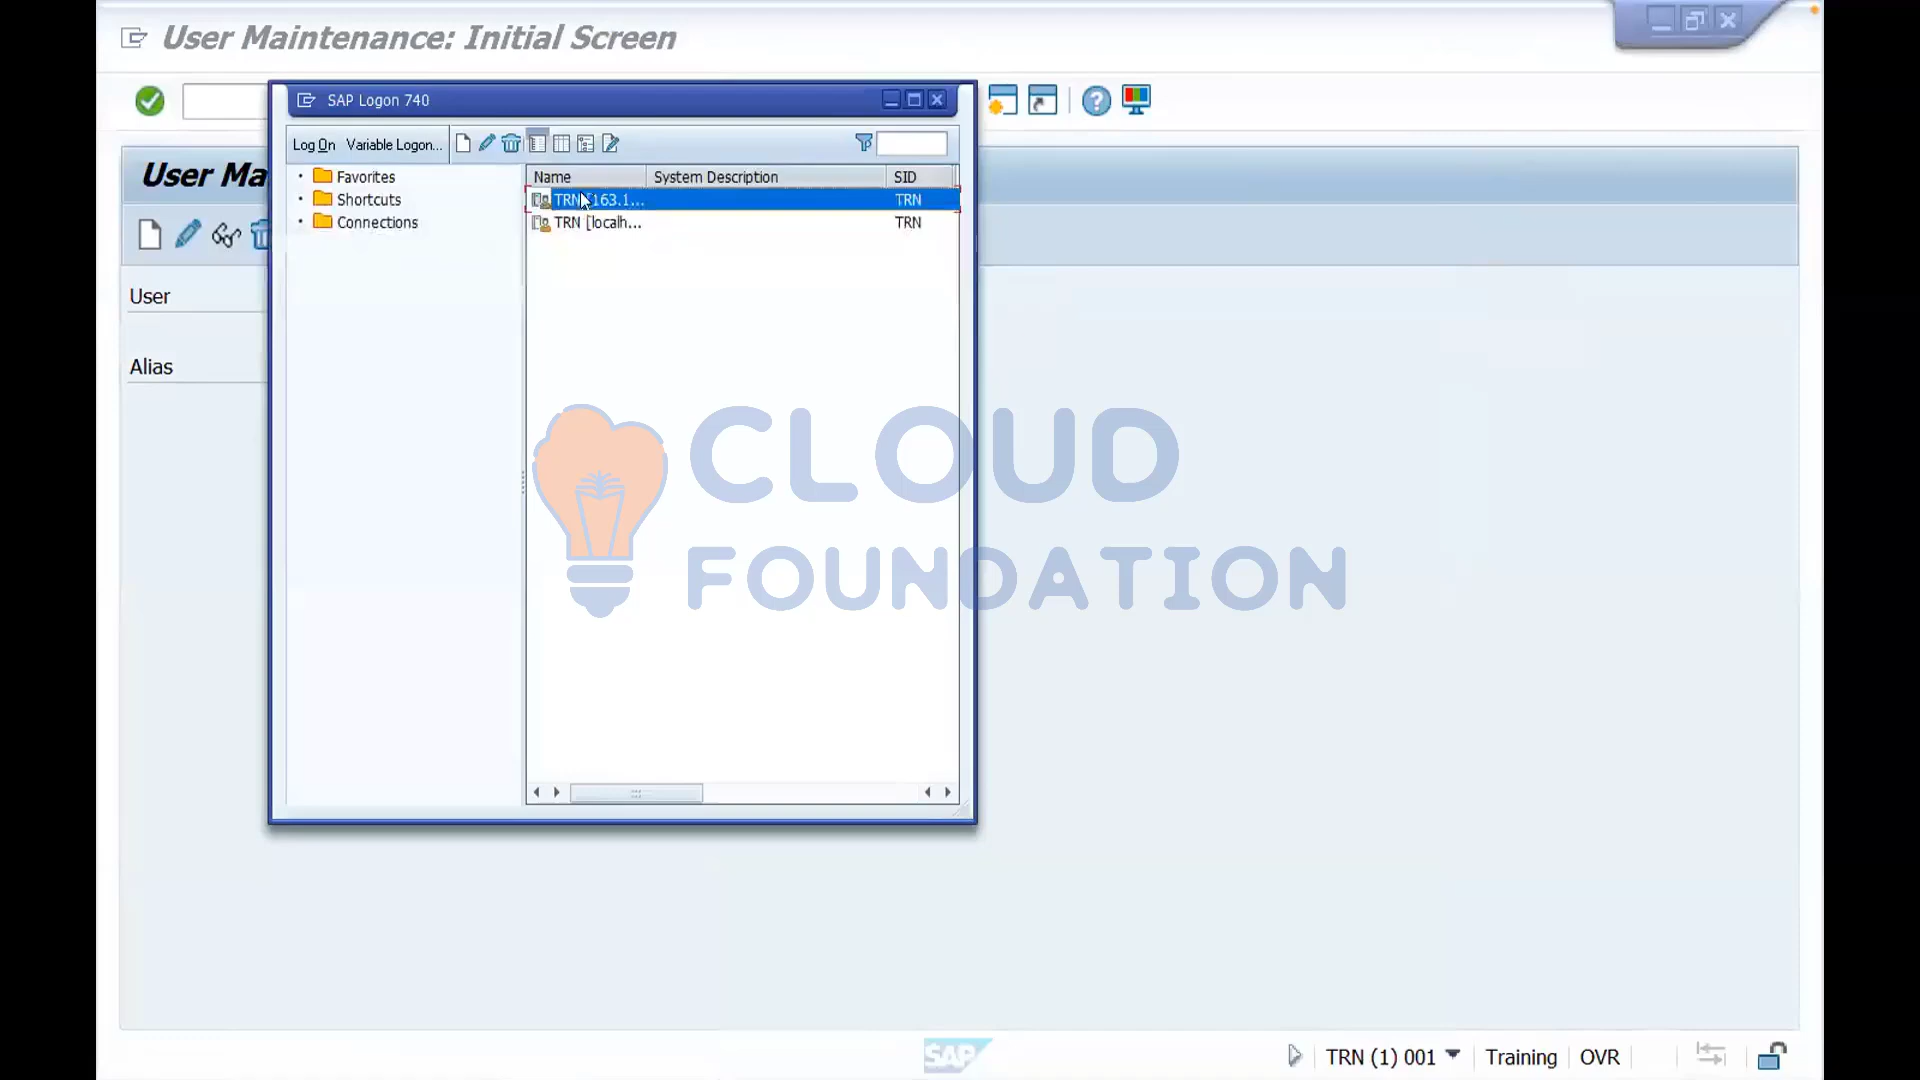 User Maintenance: Initial Screen
SAP Logon 740
Log On Variable Logon...
User Ma
Favorites
Shortcuts
Connections
Name System Description SID
TRN [163.1... TRN
TRN [localh... TRN
User
Alias
CLOUD
FOUNDATION
SAP
TRN (1) 001 Training OVR